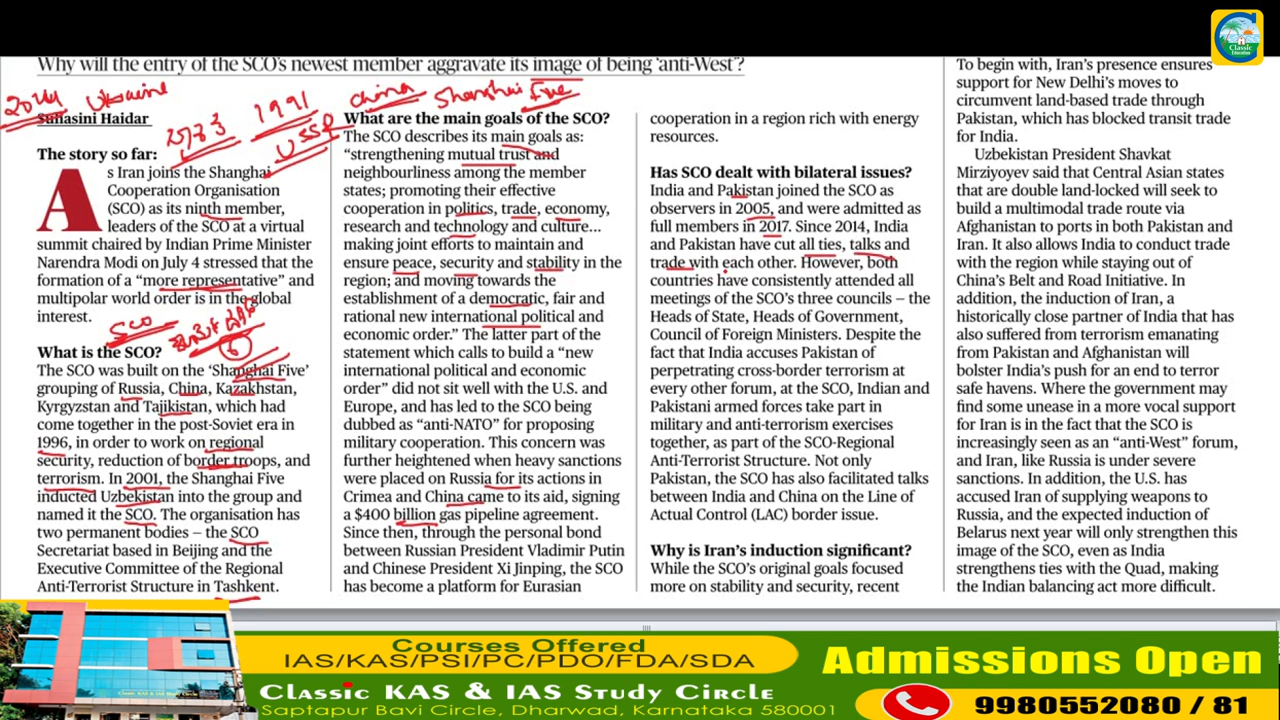 Why will the entry of the SCO's newest member aggravate its image of being 'anti-West'?
2014 Ukraine
1991
USSR
China Shanghai Five
Suhasini Haidar
The story so far:
As Iran joins the Shanghai
Cooperation Organisation
(SCO) as its ninth member,
leaders of the SCO at a virtual
summit chaired by Indian Prime Minister
Narendra Modi on July 4 stressed that the
formation of a “more representative” and
multipolar world order is in the global
interest.
SCO
6
What is the SCO?
The SCO was built on the ‘Shanghai Five’
grouping of Russia, China, Kazakhstan,
Kyrgyzstan and Tajikistan, which had
come together in the post-Soviet era in
1996, in order to work on regional
security, reduction of border troops, and
terrorism. In 2001, the Shanghai Five
inducted Uzbekistan into the group and
named it the SCO. The organisation has
two permanent bodies – the SCO
Secretariat based in Beijing and the
Executive Committee of the Regional
Anti-Terrorist Structure in Tashkent.
What are the main goals of the SCO?
The SCO describes its main goals as:
“strengthening mutual trust and
neighbourliness among the member
states; promoting their effective
cooperation in politics, trade, economy,
research and technology and culture…
making joint efforts to maintain and
ensure peace, security and stability in the
region; and moving towards the
establishment of a democratic, fair and
rational new international political and
economic order.” The latter part of the
statement which calls to build a “new
international political and economic
order” did not sit well with the U.S. and
Europe, and has led to the SCO being
dubbed as “anti-NATO” for proposing
military cooperation. This concern was
further heightened when heavy sanctions
were placed on Russia for its actions in
Crimea and China came to its aid, signing
a $400 billion gas pipeline agreement.
Since then, through the personal bond
between Russian President Vladimir Putin
and Chinese President Xi Jinping, the SCO
has become a platform for Eurasian
cooperation in a region rich with energy
resources.
Has SCO dealt with bilateral issues?
India and Pakistan joined the SCO as
observers in 2005, and were admitted as
full members in 2017. Since 2014, India
and Pakistan have cut all ties, talks and
trade with each other. However, both
countries have consistently attended all
meetings of the SCO's three councils – the
Heads of State, Heads of Government,
Council of Foreign Ministers. Despite the
fact that India accuses Pakistan of
perpetrating cross-border terrorism at
every other forum, at the SCO, Indian and
Pakistani armed forces take part in
military and anti-terrorism exercises
together, as part of the SCO-Regional
Anti-Terrorist Structure. Not only
Pakistan, the SCO has also facilitated talks
between India and China on the Line of
Actual Control (LAC) border issue.
Why is Iran's induction significant?
While the SCO's original goals focused
more on stability and security, recent
To begin with, Iran's presence ensures
support for New Delhi's moves to
circumvent land-based trade through
Pakistan, which has blocked transit trade
for India.
Uzbekistan President Shavkat
Mirziyoyev said that Central Asian states
that are double land-locked will seek to
build a multimodal trade route via
Afghanistan to ports in both Pakistan and
Iran. It also allows India to conduct trade
with the region while staying out of
China's Belt and Road Initiative. In
addition, the induction of Iran, a
historically close partner of India that has
also suffered from terrorism emanating
from Pakistan and Afghanistan will
bolster India's push for an end to terror
safe havens. Where the government may
find some unease in a more vocal support
for Iran is in the fact that the SCO is
increasingly seen as an “anti-West” forum,
and Iran, like Russia is under severe
sanctions. In addition, the U.S. has
accused Iran of supplying weapons to
Russia, and the expected induction of
Belarus next year will only strengthen this
image of the SCO, even as India
strengthens ties with the Quad, making
the Indian balancing act more difficult.
Classic
Education
Courses Offered
IAS/KAS/PSI/PC/PDO/FDA/SDA
Classic KAS & IAS Study Circle
Saptapur Bavi Circle, Dharwad, Karnataka 580001
Admissions Open
9980552080 / 81